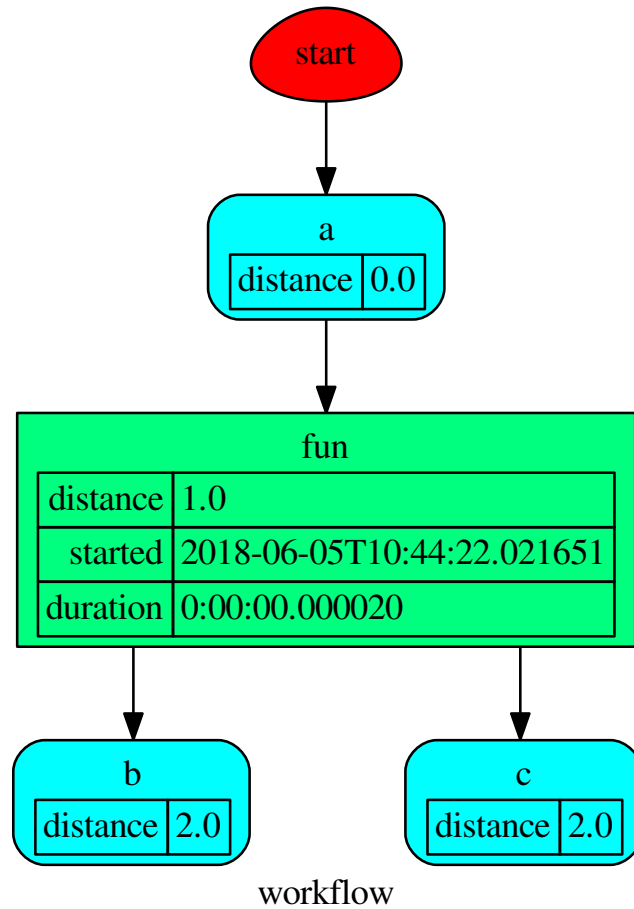 start
a
distance 0.0
fun
distance 1.0
started 2018-06-05T10:44:22.021651
duration 0:00:00.000020
b
distance 2.0
c
distance 2.0
workflow